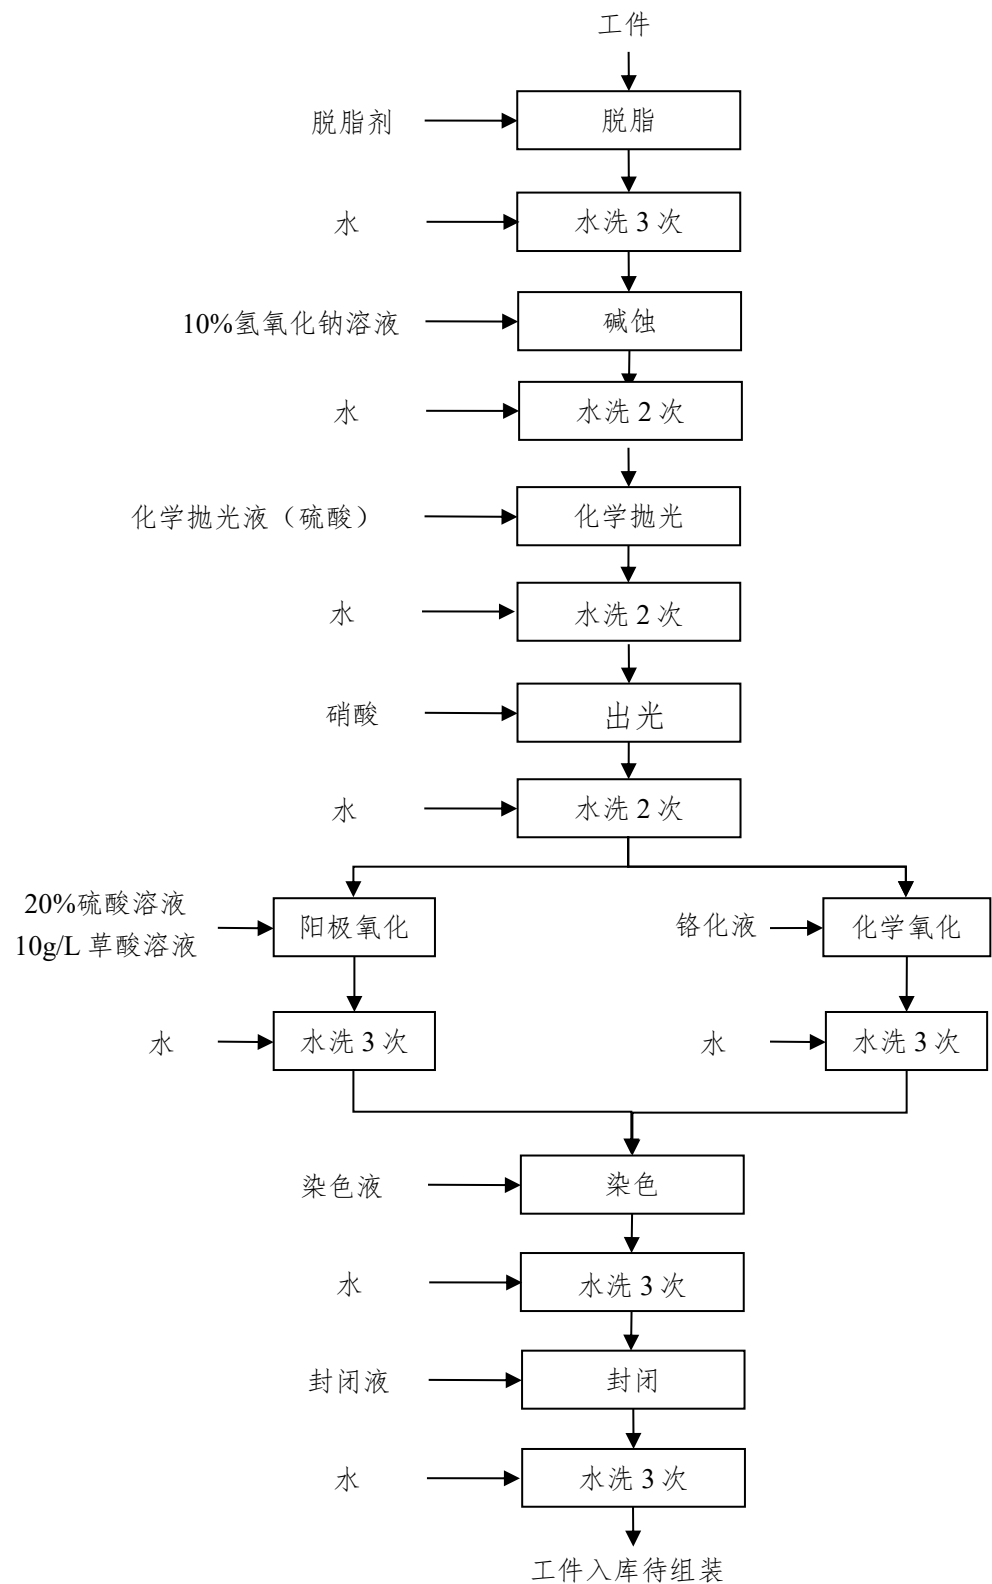 工件
脱脂剂
脱脂
水
水洗 3 次
10%氢氧化钠溶液
碱蚀
水
水洗 2 次
化学抛光液（硫酸）
化学抛光
水
水洗 2 次
硝酸
出光
水
水洗 2 次
20%硫酸溶液
10g/L 草酸溶液
阳极氧化
铬化液
化学氧化
水
水洗 3 次
水
水洗 3 次
染色液
染色
水
水洗 3 次
封闭液
封闭
水
水洗 3 次
工件入库待组装